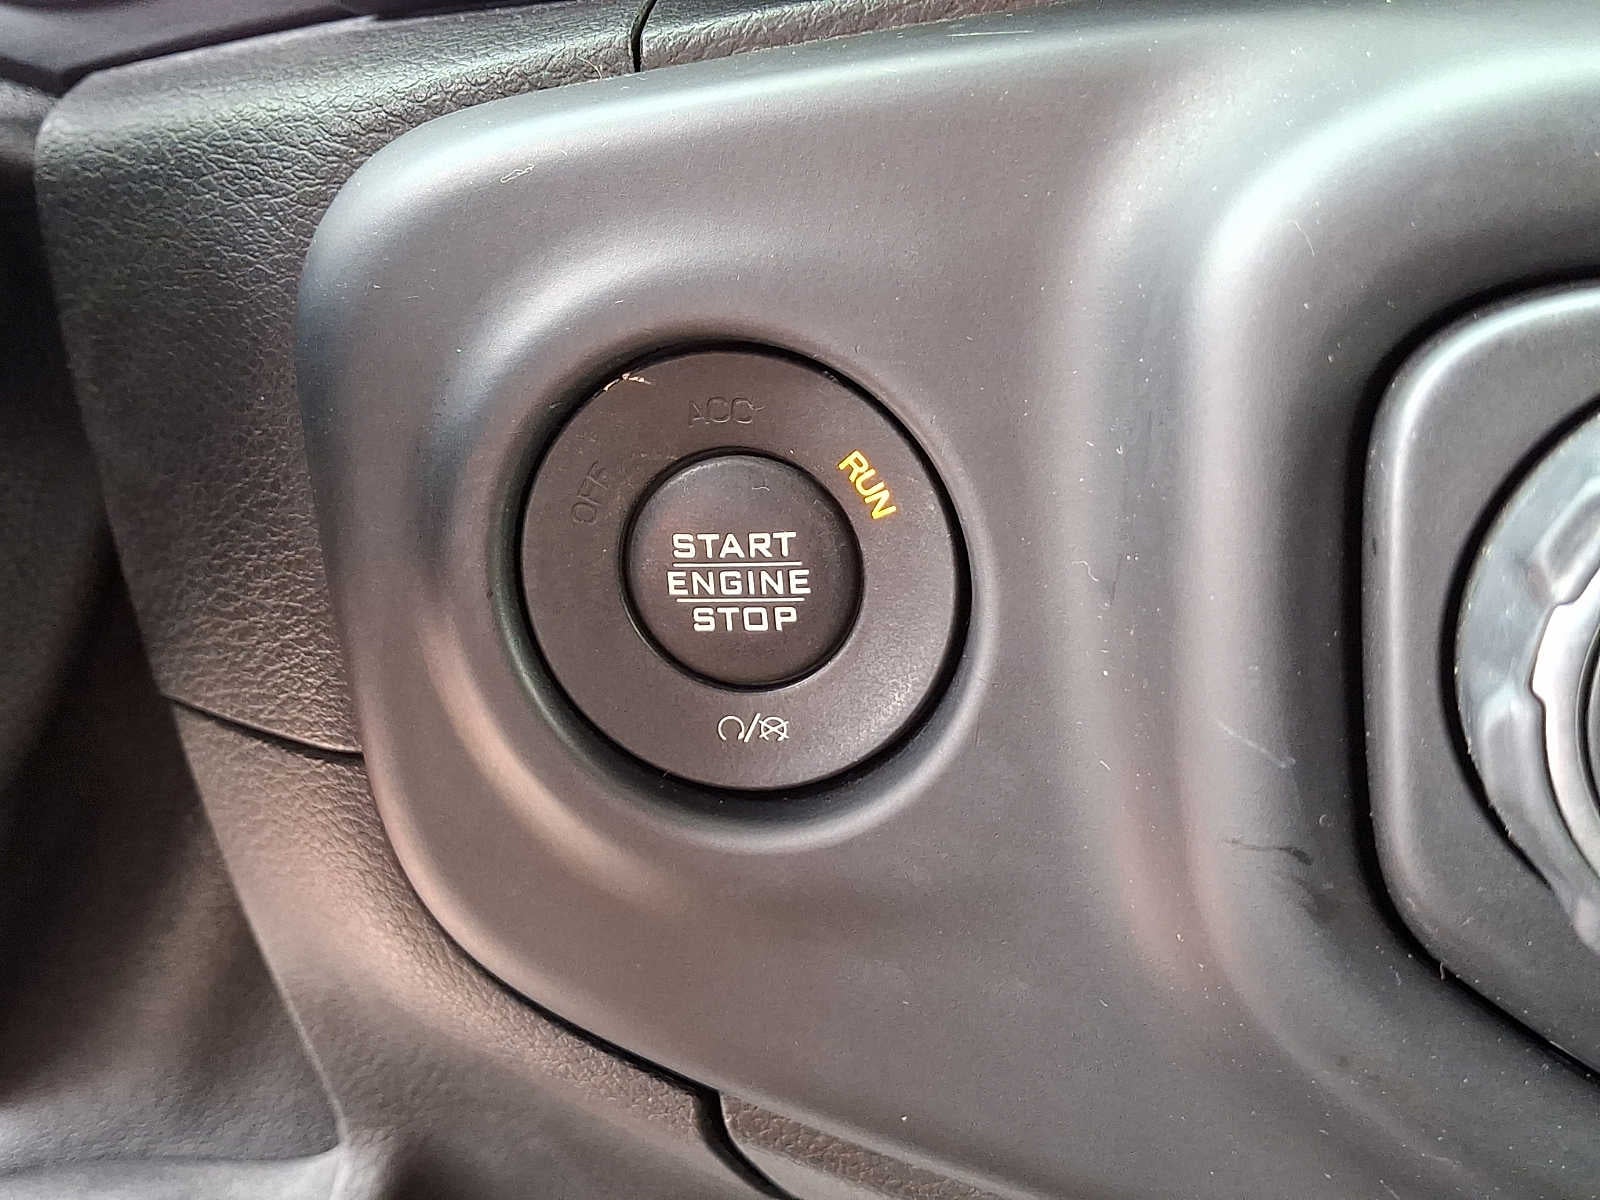 ACC
OFF
RUN
START
ENGINE
STOP